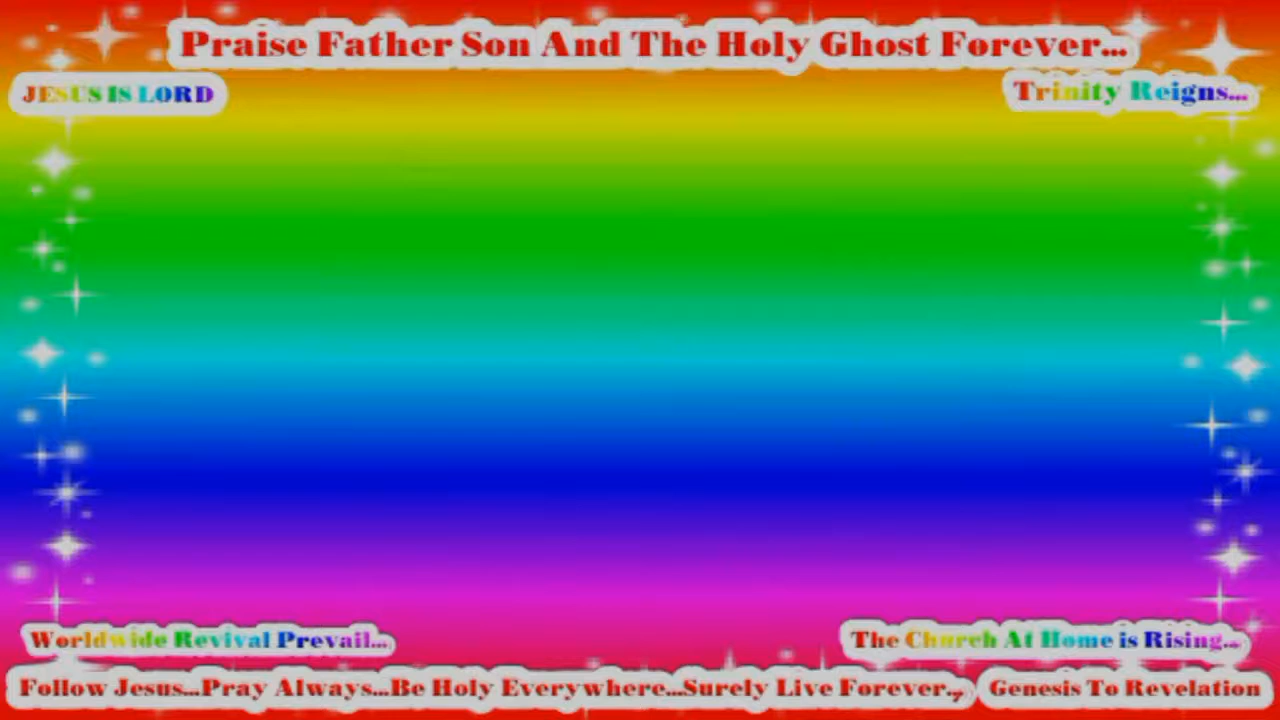 Praise Father Son And The Holy Ghost Forever...
JESUS IS LORD
Trinity Reigns...
Worldwide Revival Prevail...
The Church At Home is Rising...
Follow Jesus...Pray Always...Be Holy Everywhere...Surely Live Forever..,
Genesis To Revelation